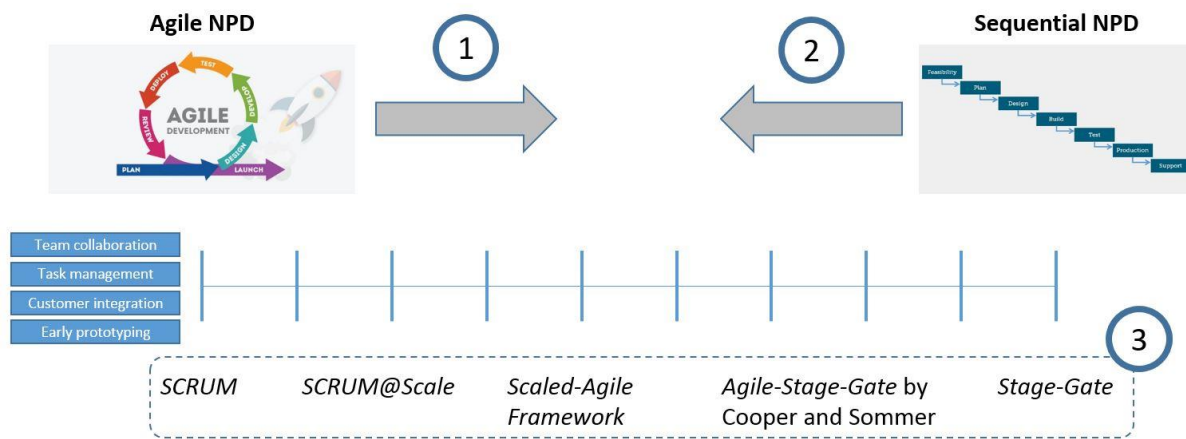 Agile NPD
1
2
Sequential NPD
TEST
DEPLOY
DEVELOP
AGILE
DEVELOPMENT
REVIEW
DESIGN
PLAN
LAUNCH
Feasibility
Plan
Design
Build
Test
Production
Support
Team collaboration
Task management
Customer integration
Early prototyping
3
SCRUM
SCRUM@Scale
Scaled-Agile
Framework
Agile-Stage-Gate by
Cooper and Sommer
Stage-Gate